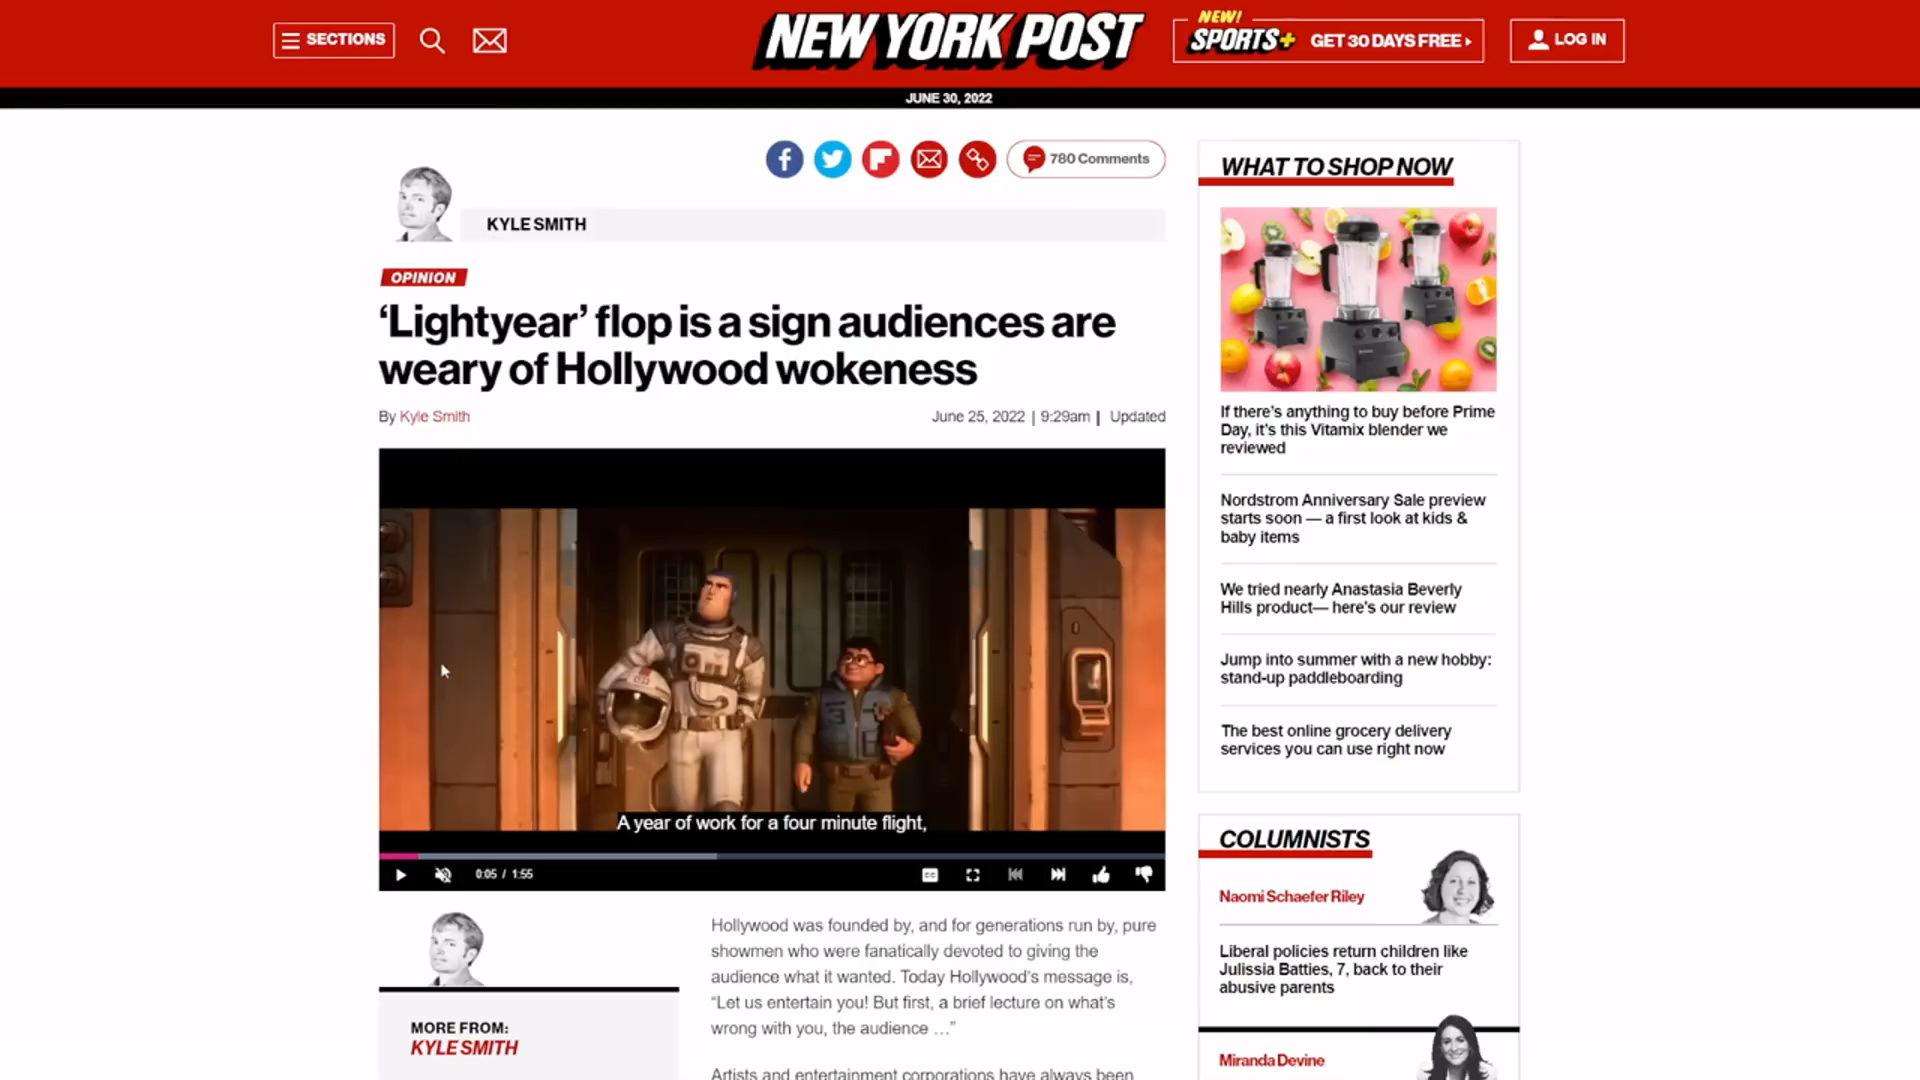 SECTIONS
NEW YORK POST
NEW!
SPORTS+
GET 30 DAYS FREE
LOG IN
JUNE 30, 2022
780 Comments
KYLE SMITH
OPINION
‘Lightyear’ flop is a sign audiences are
weary of Hollywood wokeness
By Kyle Smith
June 25, 2022 | 9:29am | Updated
A year of work for a four minute flight,
0:05 / 1:55
CC
MORE FROM:
KYLE SMITH
Hollywood was founded by, and for generations run by, pure
showmen who were fanatically devoted to giving the
audience what it wanted. Today Hollywood’s message is,
“Let us entertain you! But first, a brief lecture on what’s
wrong with you, the audience …”
Artists and entertainment corporations have always been
WHAT TO SHOP NOW
If there’s anything to buy before Prime
Day, it’s this Vitamix blender we
reviewed
Nordstrom Anniversary Sale preview
starts soon — a first look at kids &
baby items
We tried nearly Anastasia Beverly
Hills product— here’s our review
Jump into summer with a new hobby:
stand-up paddleboarding
The best online grocery delivery
services you can use right now
COLUMNISTS
Naomi Schaefer Riley
Liberal policies return children like
Julissia Batties, 7, back to their
abusive parents
Miranda Devine